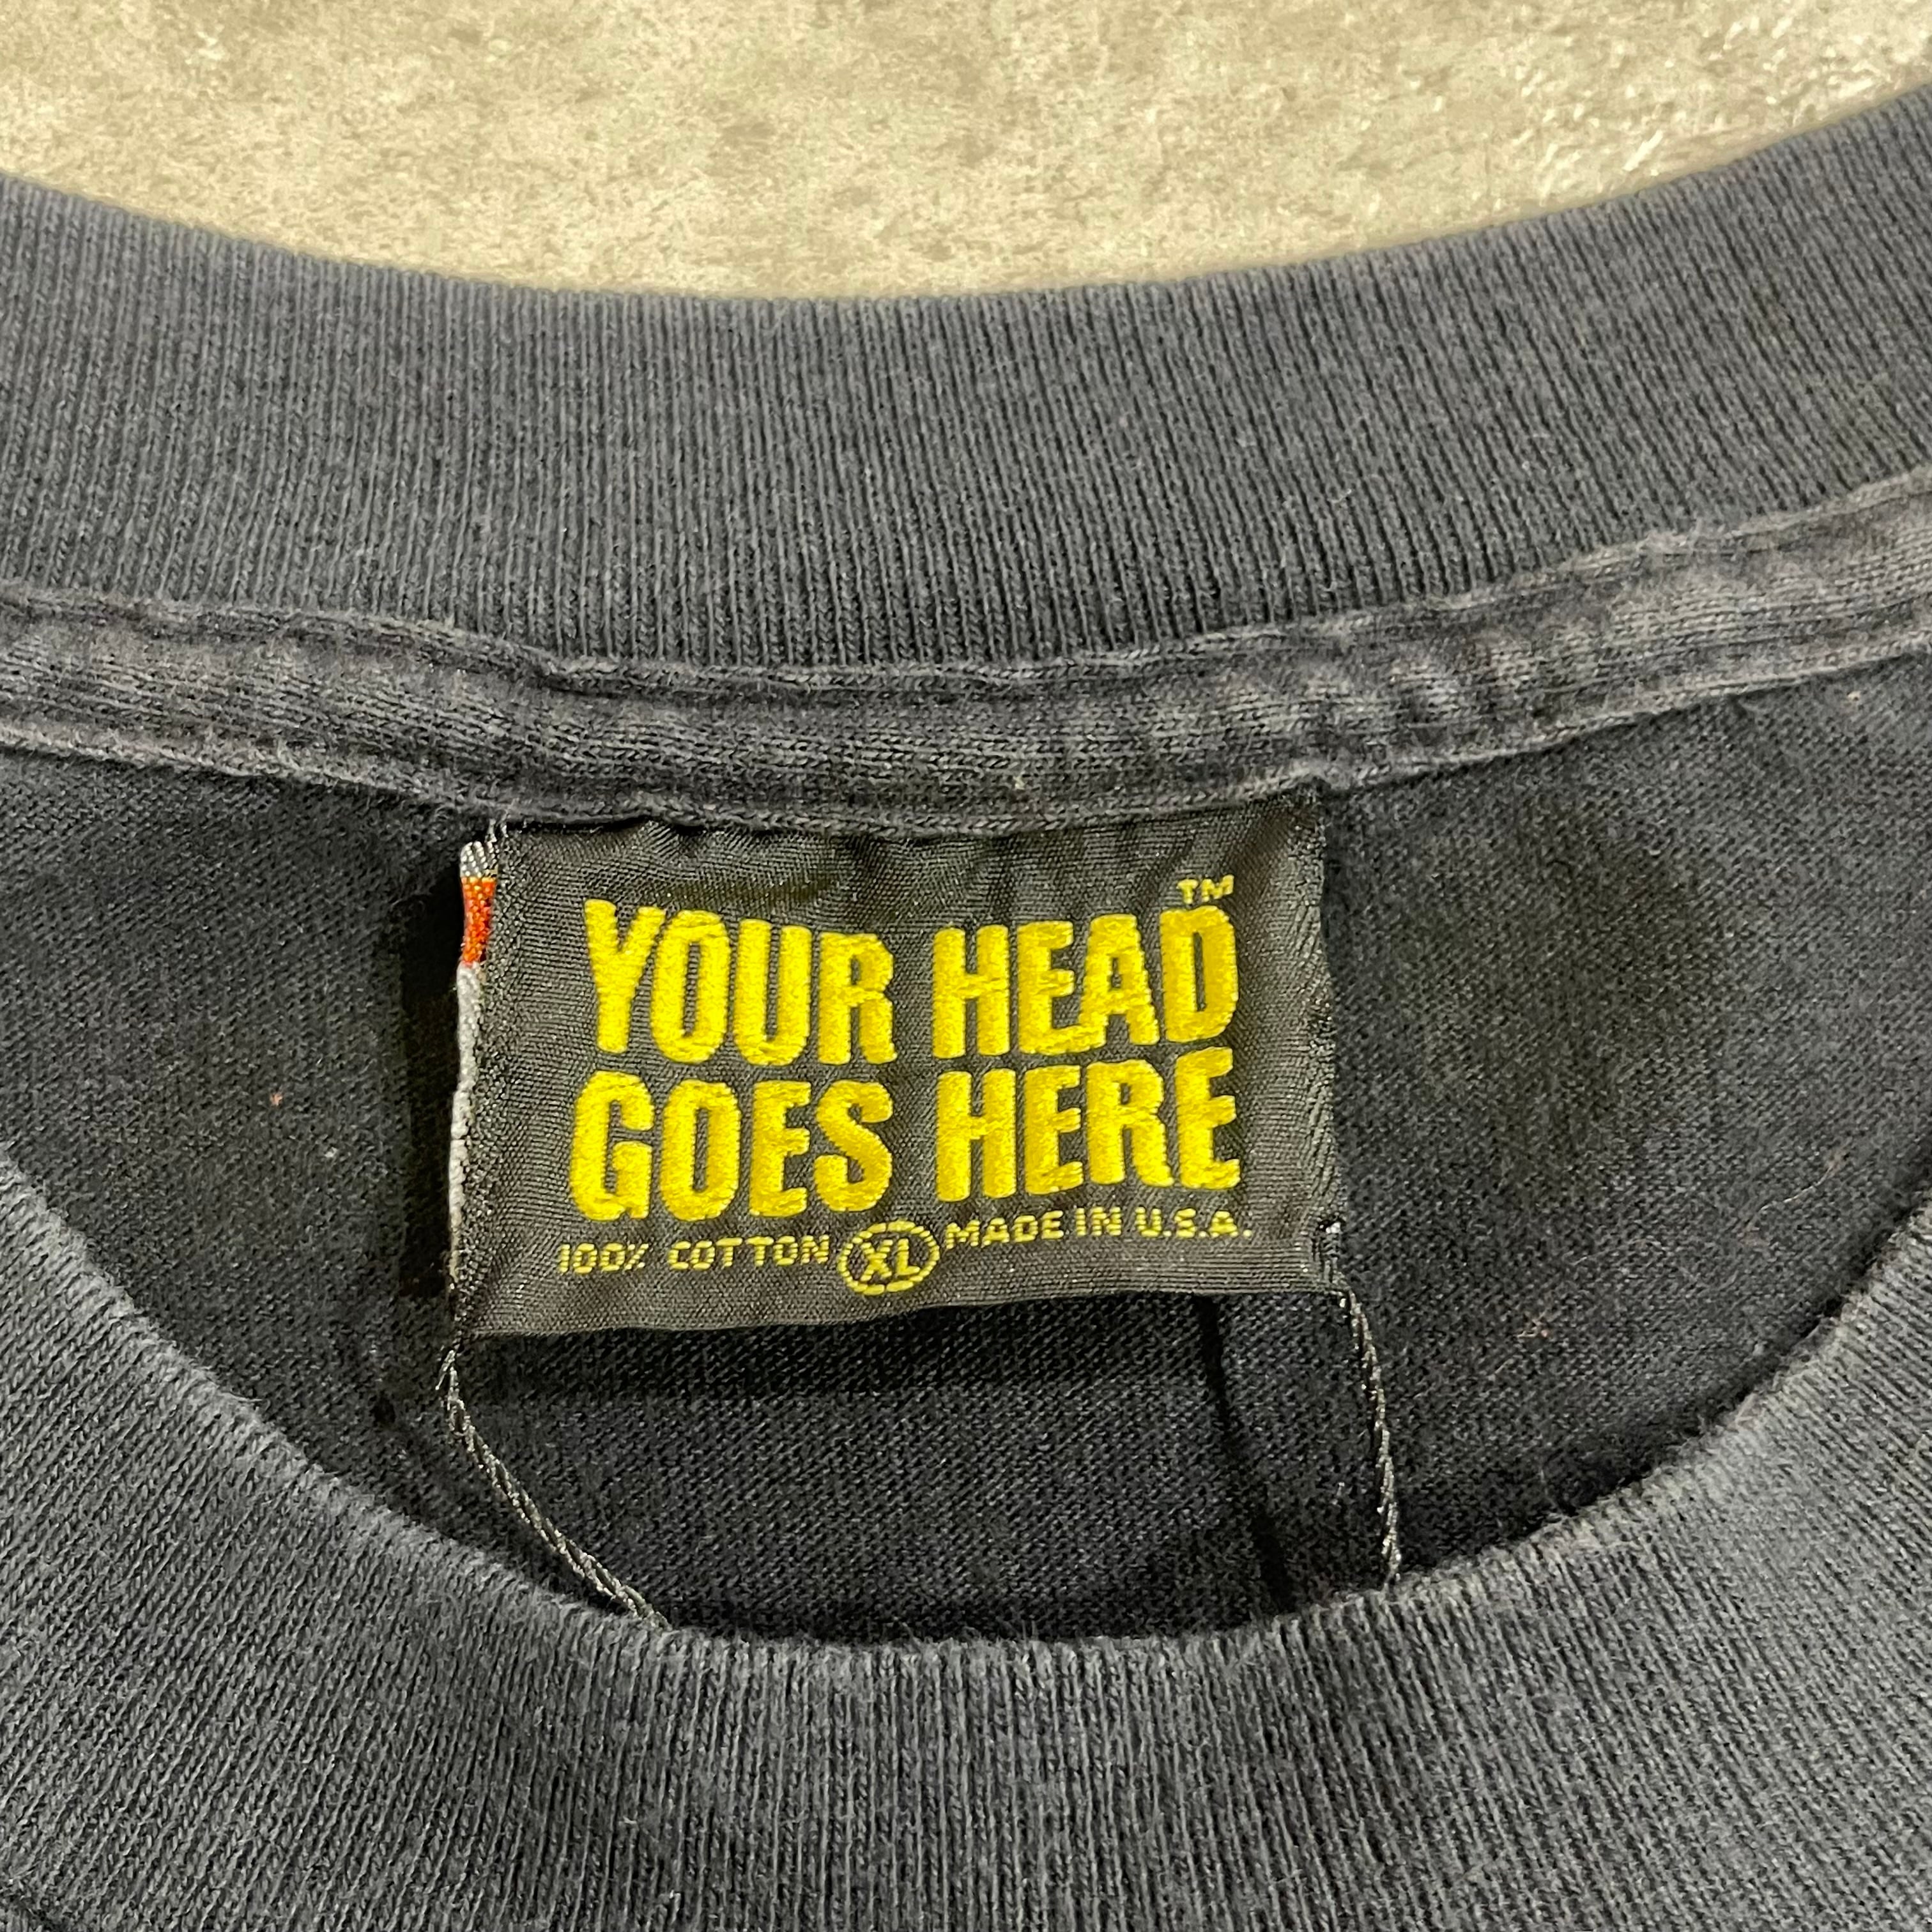 YOUR HEAD™
GOES HERE
100% COTTON XL MADE IN U.S.A.